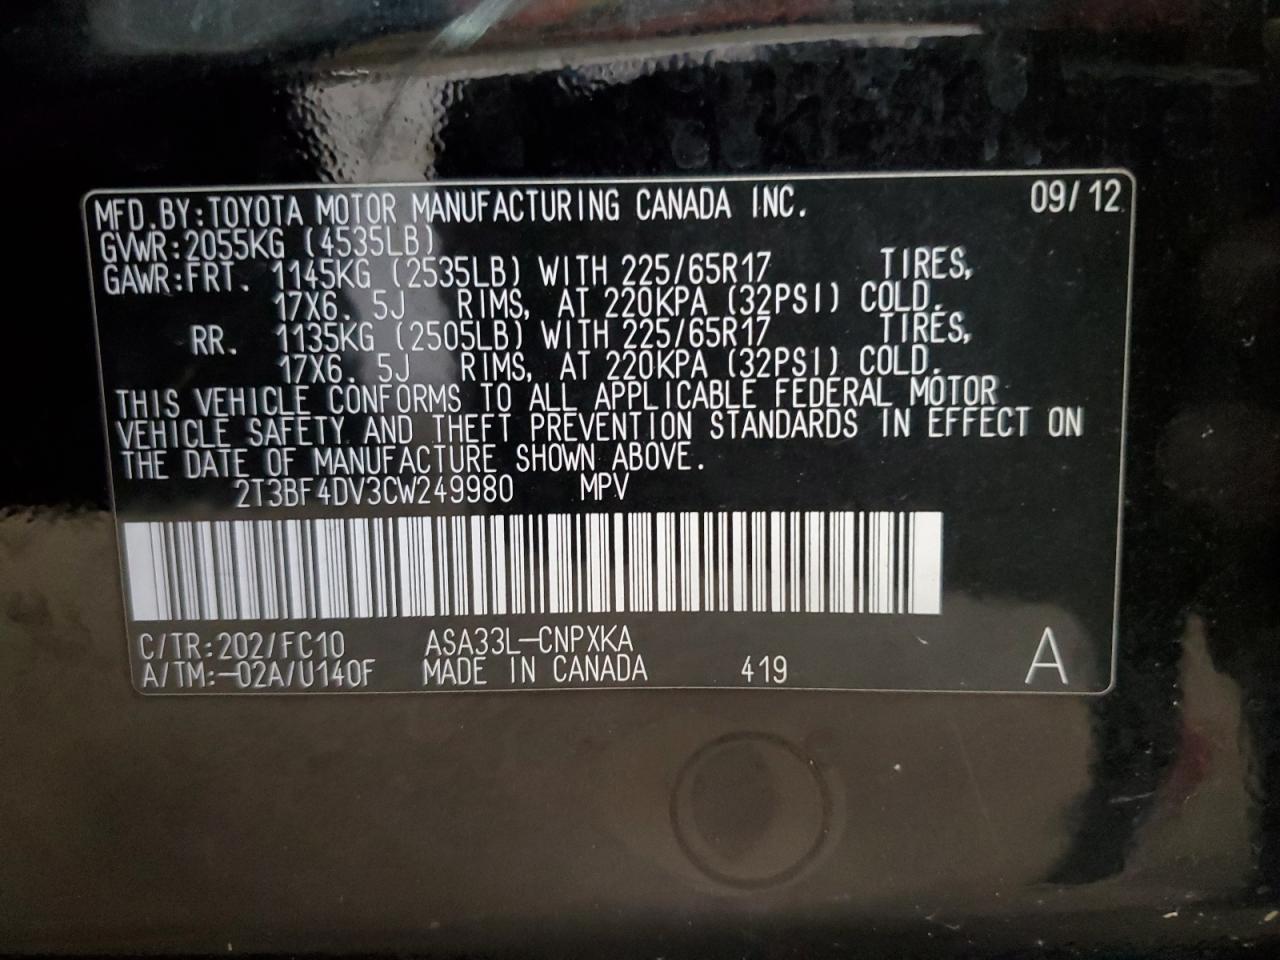 MFD.BY:TOYOTA MOTOR MANUFACTURING CANADA INC. 09/12
GVWR:2055KG (4535LB)
GAWR:FRT. 1145KG (2535LB) WITH 225/65R17 TIRES,
17X6.5J RIMS, AT 220KPA (32PSI) COLD.
RR. 1135KG (2505LB) WITH 225/65R17 TIRES,
17X6.5J RIMS, AT 220KPA (32PSI) COLD.
THIS VEHICLE CONFORMS TO ALL APPLICABLE FEDERAL MOTOR
VEHICLE SAFETY AND THEFT PREVENTION STANDARDS IN EFFECT ON
THE DATE OF MANUFACTURE SHOWN ABOVE.
2T3BF4DV3CW249980 MPV
C/TR:202/FC10 ASA33L-CNPXKA
A/TM:-02A/U140F MADE IN CANADA 419 A